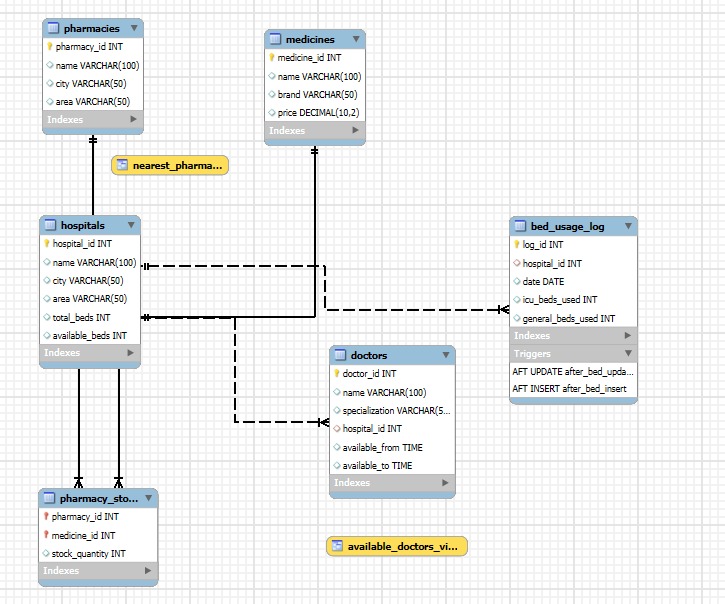 pharmacies
pharmacy_id INT
name VARCHAR(100)
city VARCHAR(50)
area VARCHAR(50)
Indexes
medicines
medicine_id INT
name VARCHAR(100)
brand VARCHAR(50)
price DECIMAL(10,2)
Indexes
nearest_pharma...
hospitals
hospital_id INT
name VARCHAR(100)
city VARCHAR(50)
area VARCHAR(50)
total_beds INT
available_beds INT
Indexes
bed_usage_log
log_id INT
hospital_id INT
date DATE
icu_beds_used INT
general_beds_used INT
Indexes
Triggers
AFT UPDATE after_bed_upda...
AFT INSERT after_bed_insert
doctors
doctor_id INT
name VARCHAR(100)
specialization VARCHAR(5...
hospital_id INT
available_from TIME
available_to TIME
Indexes
pharmacy_sto...
pharmacy_id INT
medicine_id INT
stock_quantity INT
Indexes
available_doctors_vi...